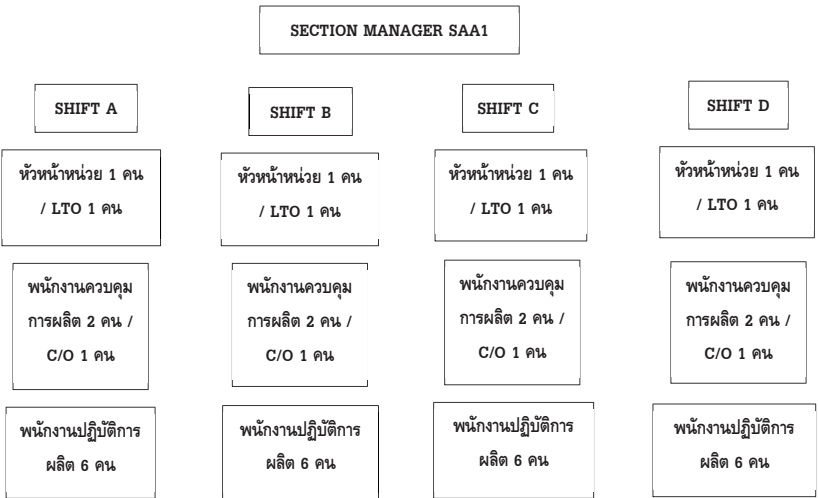 SECTION MANAGER SAA1
SHIFT A
SHIFT B
SHIFT C
SHIFT D
หัวหน้าหน่วย 1 คน
/ LTO 1 คน
หัวหน้าหน่วย 1 คน
/ LTO 1 คน
หัวหน้าหน่วย 1 คน
/ LTO 1 คน
หัวหน้าหน่วย 1 คน
/ LTO 1 คน
พนักงานควบคุม
การผลิต 2 คน /
C/O 1 คน
พนักงานควบคุม
การผลิต 2 คน /
C/O 1 คน
พนักงานควบคุม
การผลิต 2 คน /
C/O 1 คน
พนักงานควบคุม
การผลิต 2 คน /
C/O 1 คน
พนักงานปฏิบัติการ
ผลิต 6 คน
พนักงานปฏิบัติการ
ผลิต 6 คน
พนักงานปฏิบัติการ
ผลิต 6 คน
พนักงานปฏิบัติการ
ผลิต 6 คน